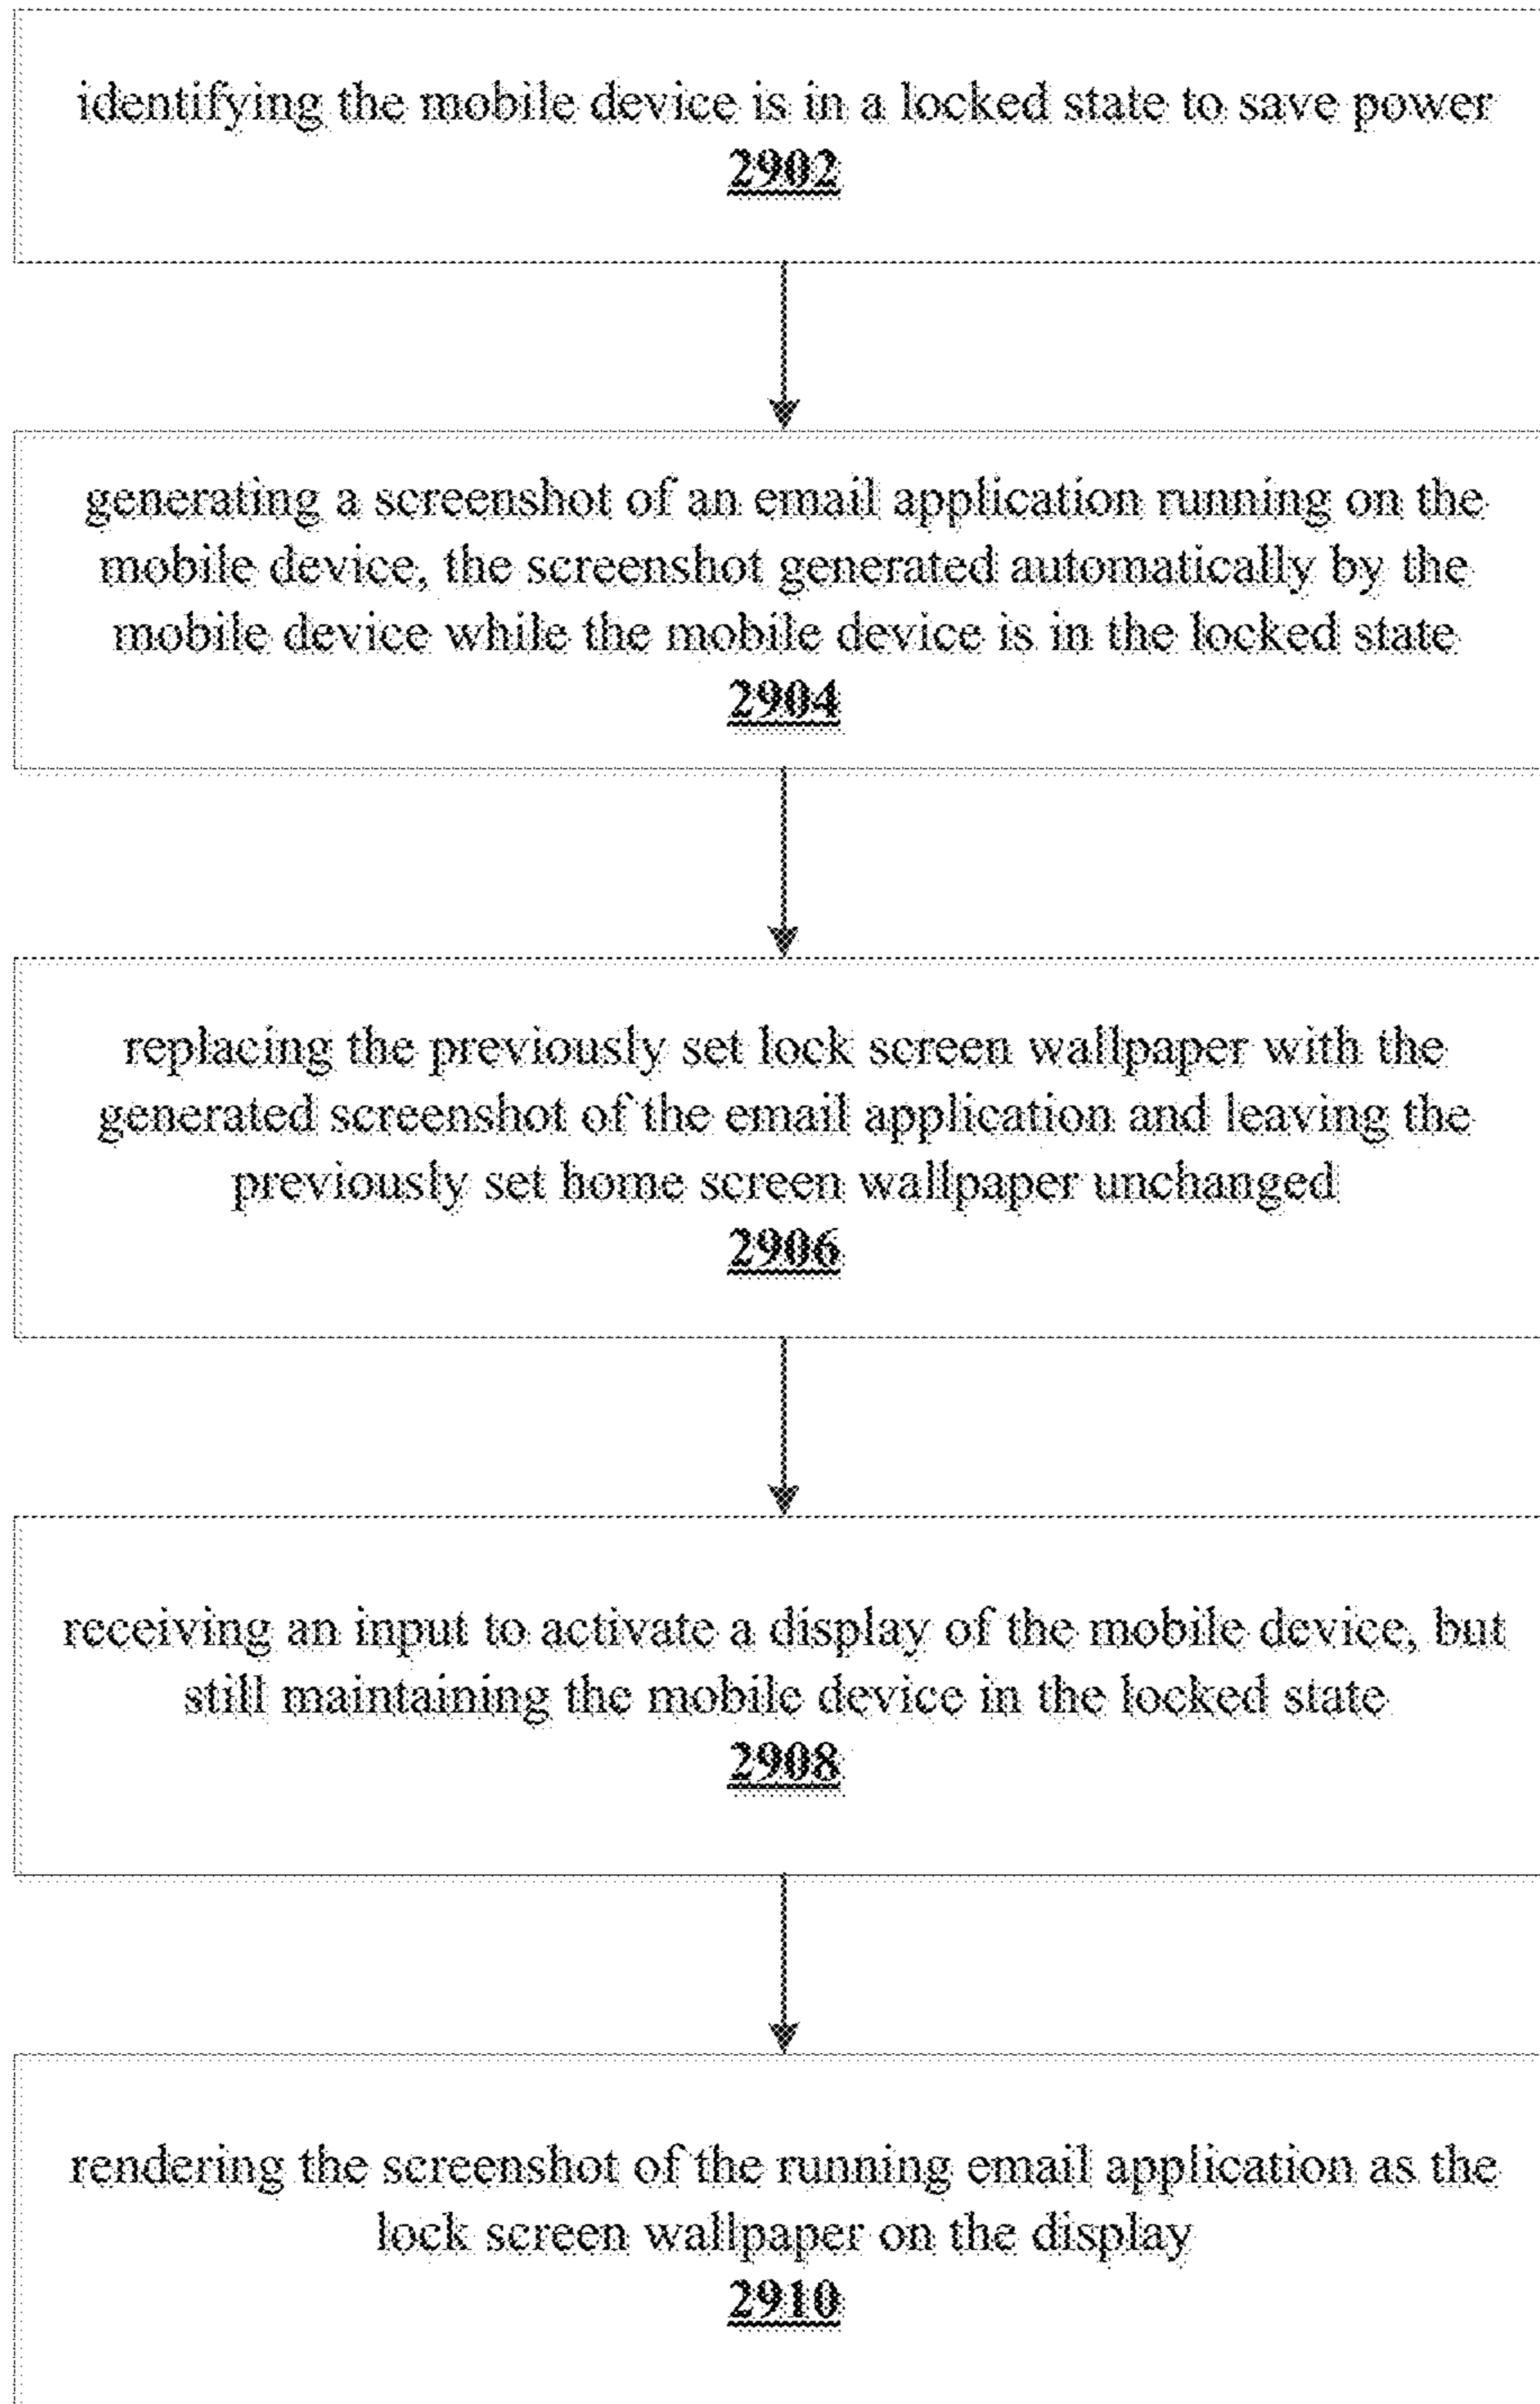 identifying the mobile device is in a locked state to save power
2902
generating a screenshot of an email application running on the
mobile device, the screenshot generated automatically by the
mobile device while the mobile device is in the locked state
2904
replacing the previously set lock screen wallpaper with the
generated screenshot of the email application and leaving the
previously set home screen wallpaper unchanged
2906
receiving an input to activate a display of the mobile device, but
still maintaining the mobile device in the locked state
2908
rendering the screenshot of the running email application as the
lock screen wallpaper on the display
2910